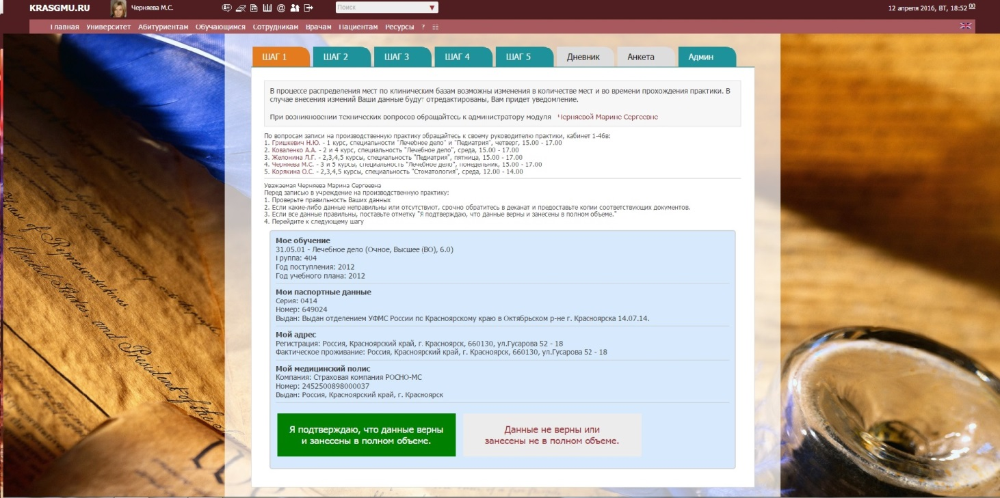 KRASGMU.RU
Черняева М.С.
Поиск
12 апреля 2016, ВТ, 18:52 00
Главная Университет Абитуриентам Обучающимся Сотрудникам Врачам Пациентам Ресурсы ?
ШАГ 1 ШАГ 2 ШАГ 3 ШАГ 4 ШАГ 5 Дневник Анкета Админ
В процессе распределения мест по клиническим базам возможны изменения в количестве мест и во времени прохождения практики. В
случае внесения измений Ваши данные будут отредактированы, Вам придет уведомление.
При возникновении технических вопросов обращайтесь к администратору модуля Черняевой Марине Сергеевне
По вопросам записи на производственную практику обращайтесь к своему руководителю практики, кабинет 1-46в:
1. Гришкевич Н.Ю. - 1 курс, специальности "Лечебное дело" и "Педиатрия", четверг, 15.00 - 17.00
2. Коваленко А.А. - 2 и 4 курс, специальность "Лечебное дело", среда, 15.00 - 17.00
3. Желонина Л.Г. - 2,3,4,5 курсы, специальность "Педиатрия", пятница, 15.00 - 17.00
4. Черняева М.С. - 3 и 5 курсы, специальность "Лечебное дело", понедельник, 15.00 - 17.00
5. Корякина О.С. - 2,3,4,5 курсы, специальность "Стоматология", среда, 12.00 - 14.00
Уважаемая Черняева Марина Сергеевна
Перед записью в учреждение на производственную практику:
1. Проверьте правильность Ваших данных
2. Если какие-либо данные неправильны или отсутствуют, срочно обратитесь в деканат и предоставьте копии соответствующих документов.
3. Если все данные правильны, поставьте отметку "Я подтверждаю, что данные верны и занесены в полном объеме."
4. Перейдите к следующему шагу
Мое обучение
31.05.01 - Лечебное дело (Очное, Высшее (ВО), 6.0)
Группа: 404
Год поступления: 2012
Год учебного плана: 2012
Мои паспортные данные
Серия: 0414
Номер: 649024
Выдан: Выдан отделением УФМС России по Красноярскому краю в Октябрьском р-не г. Красноярска 14.07.14.
Мой адрес
Регистрация: Россия, Красноярский край, г. Красноярск, 660130, ул.Гусарова 52 - 18
Фактическое проживание: Россия, Красноярский край, г. Красноярск, 660130, ул.Гусарова 52 - 18
Мой медицинский полис
Компания: Страховая компания РОСНО-МС
Номер: 2452500898000037
Выдан: Россия, Красноярский край, г. Красноярск
Я подтверждаю, что данные верны
и занесены в полном объеме.
Данные не верны или
занесены не в полном объеме.
House of Representatives.
United States, and President of the